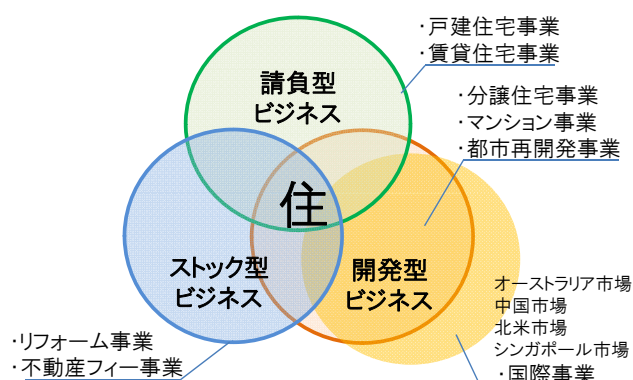 ・戸建住宅事業
・賃貸住宅事業
請負型
ビジネス
・分譲住宅事業
・マンション事業
・都市再開発事業
住
ストック型
ビジネス
開発型
ビジネス
オーストラリア市場
中国市場
北米市場
シンガポール市場
・国際事業
・リフォーム事業
・不動産フィー事業